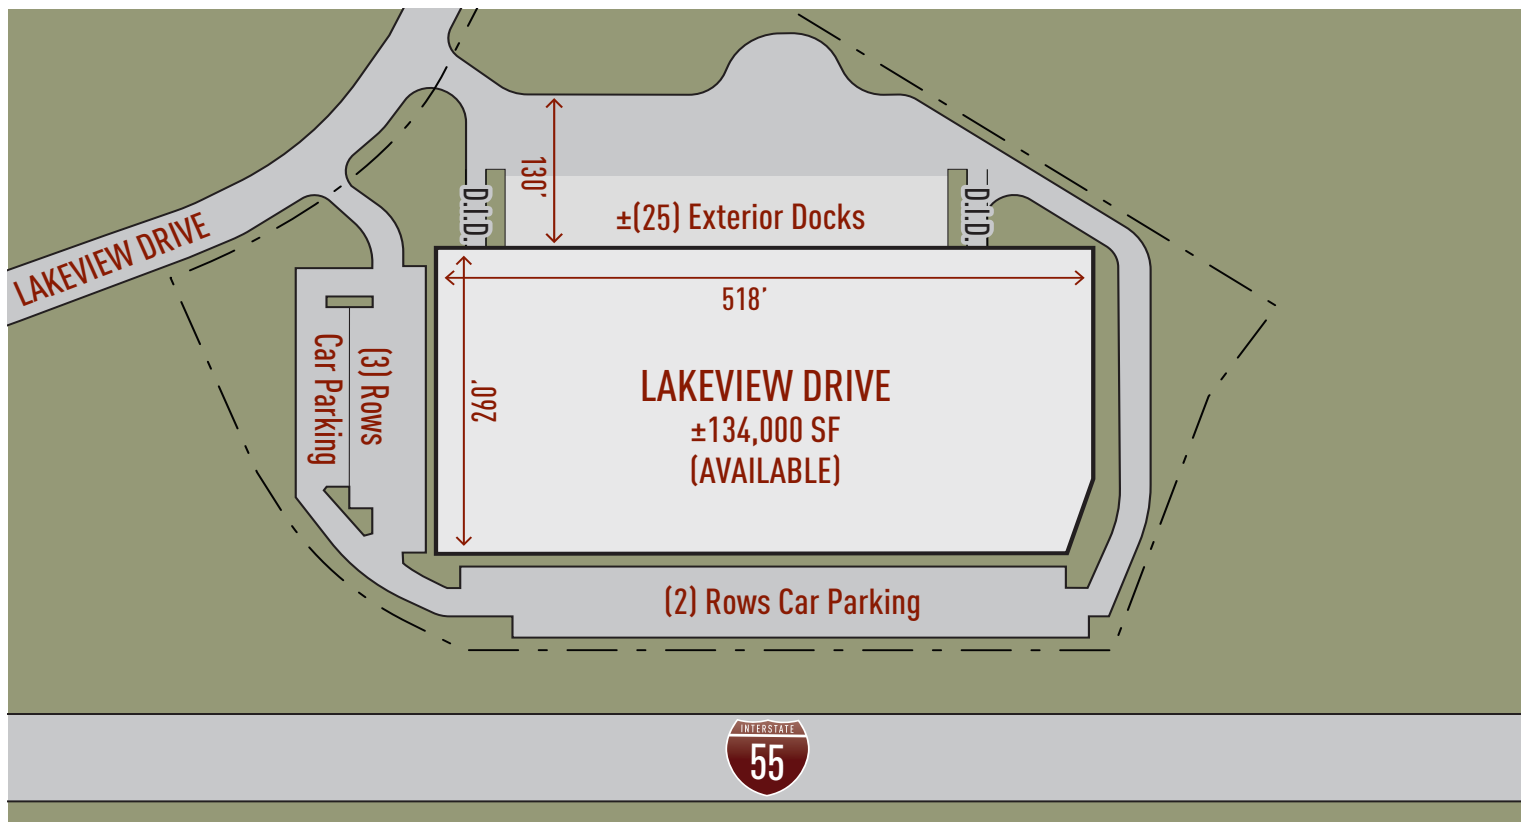 130'
D.I.D.
±(25) Exterior Docks
D.I.D.
LAKEVIEW DRIVE
518'
(3) Rows
Car Parking
260'
LAKEVIEW DRIVE
±134,000 SF
(AVAILABLE)
(2) Rows Car Parking
INTERSTATE
55